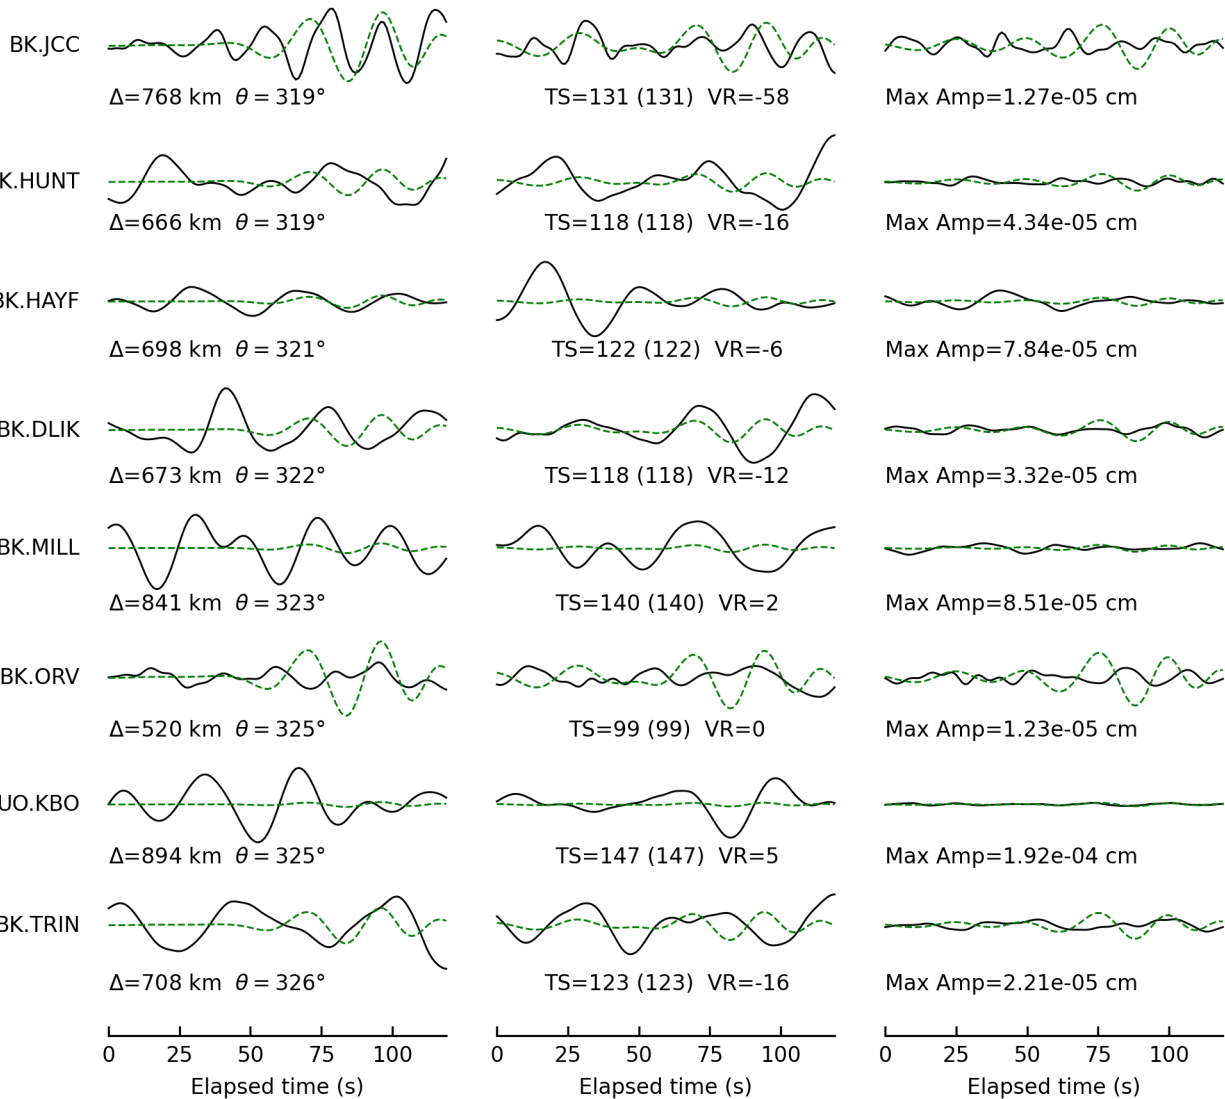 BK.JCC
Δ=768 km θ = 319° TS=131 (131) VR=-58 Max Amp=1.27e-05 cm
K.HUNT
Δ=666 km θ = 319° TS=118 (118) VR=-16 Max Amp=4.34e-05 cm
BK.HAYF
Δ=698 km θ = 321° TS=122 (122) VR=-6 Max Amp=7.84e-05 cm
BK.DLIK
Δ=673 km θ = 322° TS=118 (118) VR=-12 Max Amp=3.32e-05 cm
BK.MILL
Δ=841 km θ = 323° TS=140 (140) VR=2 Max Amp=8.51e-05 cm
BK.ORV
Δ=520 km θ = 325° TS=99 (99) VR=0 Max Amp=1.23e-05 cm
UO.KBO
Δ=894 km θ = 325° TS=147 (147) VR=5 Max Amp=1.92e-04 cm
BK.TRIN
Δ=708 km θ = 326° TS=123 (123) VR=-16 Max Amp=2.21e-05 cm
0 25 50 75 100 0 25 50 75 100 0 25 50 75 100
Elapsed time (s) Elapsed time (s) Elapsed time (s)